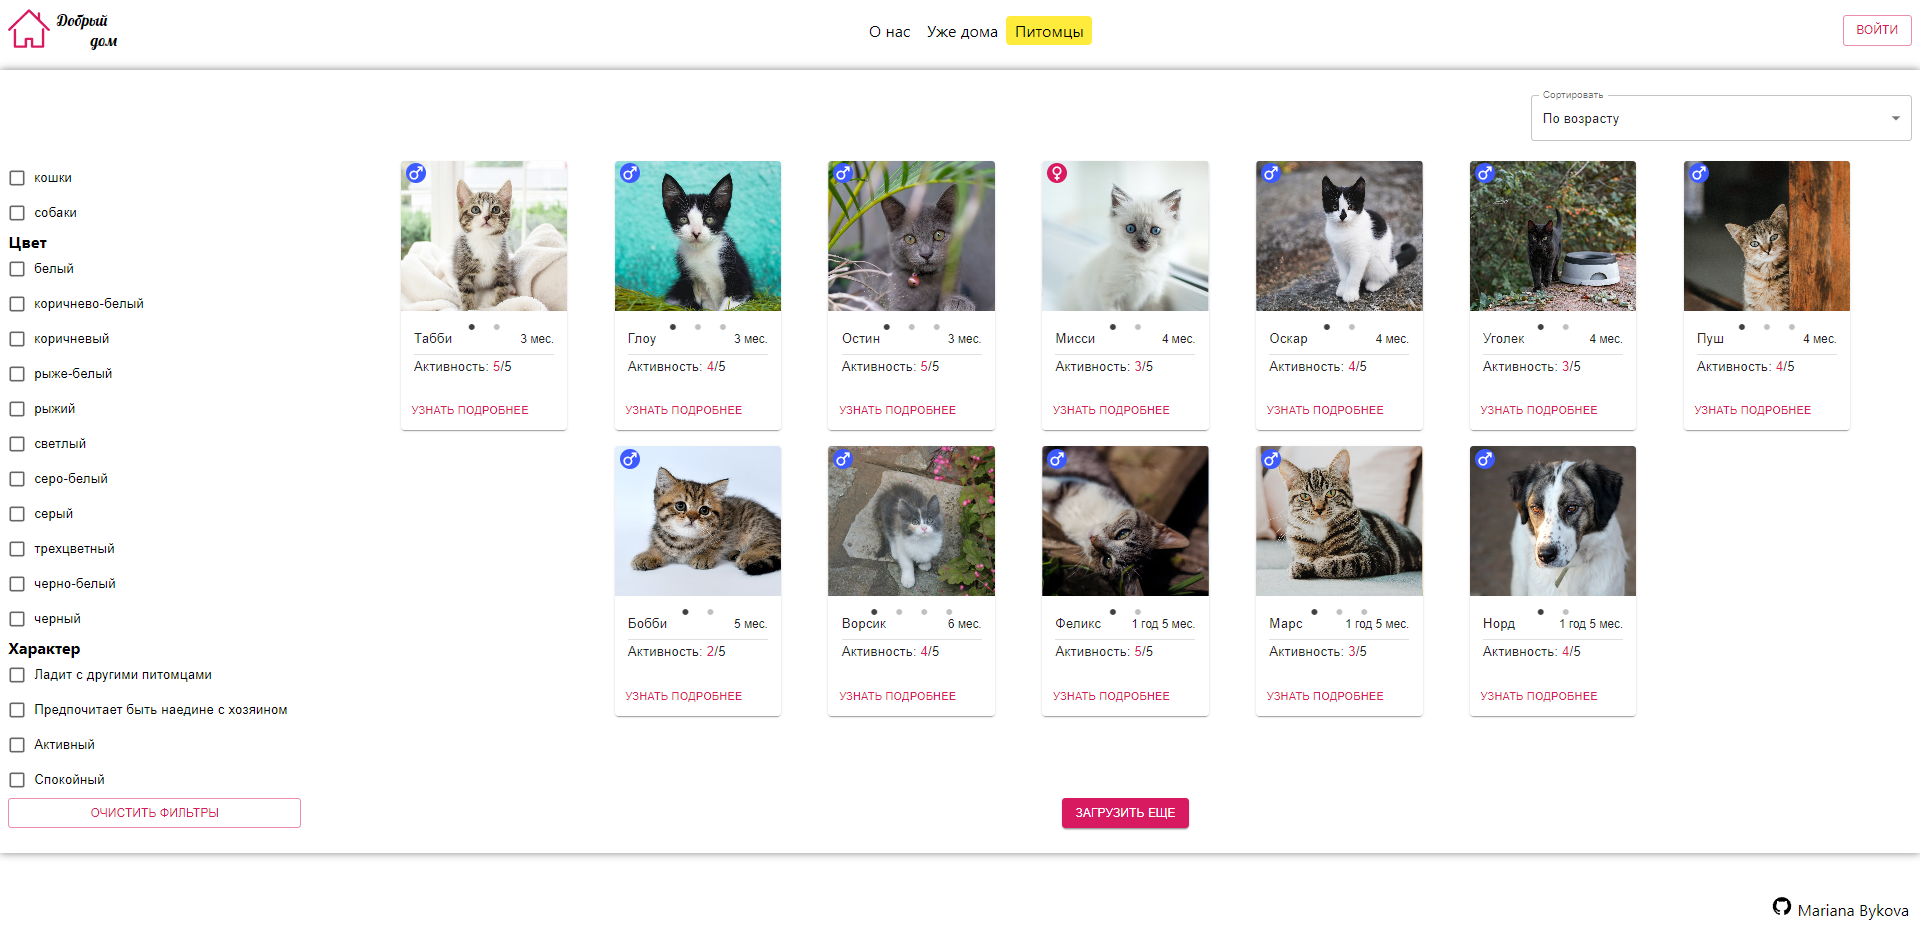 Добрый
дом
О нас
Уже дома
Питомцы
ВОЙТИ
Сортировать
По возрасту
кошки
собаки
Цвет
белый
коричнево-белый
коричневый
рыже-белый
рыжий
светлый
серо-белый
серый
трехцветный
черно-белый
черный
Характер
Ладит с другими питомцами
Предпочитает быть наедине с хозяином
Активный
Спокойный
ОЧИСТИТЬ ФИЛЬТРЫ
Табби 3 мес.
Активность: 5/5
УЗНАТЬ ПОДРОБНЕЕ
Глоу 3 мес.
Активность: 4/5
УЗНАТЬ ПОДРОБНЕЕ
Остин 3 мес.
Активность: 5/5
УЗНАТЬ ПОДРОБНЕЕ
Мисси 4 мес.
Активность: 3/5
УЗНАТЬ ПОДРОБНЕЕ
Оскар 4 мес.
Активность: 4/5
УЗНАТЬ ПОДРОБНЕЕ
Уголек 4 мес.
Активность: 3/5
УЗНАТЬ ПОДРОБНЕЕ
Пуш 4 мес.
Активность: 4/5
УЗНАТЬ ПОДРОБНЕЕ
Бобби 5 мес.
Активность: 2/5
УЗНАТЬ ПОДРОБНЕЕ
Ворсик 6 мес.
Активность: 4/5
УЗНАТЬ ПОДРОБНЕЕ
Феликс 1 год 5 мес.
Активность: 5/5
УЗНАТЬ ПОДРОБНЕЕ
Марс 1 год 5 мес.
Активность: 3/5
УЗНАТЬ ПОДРОБНЕЕ
Норд 1 год 5 мес.
Активность: 4/5
УЗНАТЬ ПОДРОБНЕЕ
ЗАГРУЗИТЬ ЕЩЕ
Mariana Bykova